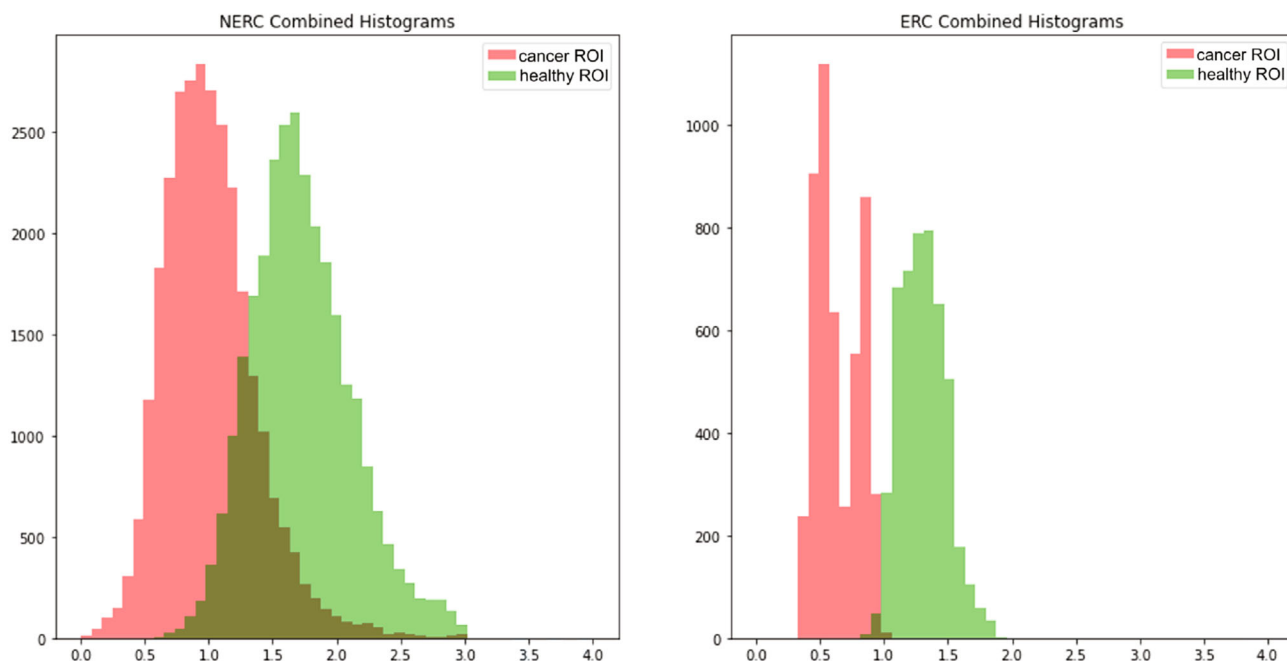 NERC Combined Histograms
cancer ROI
healthy ROI
2500
2000
1500
1000
500
0
0.0 0.5 1.0 1.5 2.0 2.5 3.0 3.5 4.0
ERC Combined Histograms
cancer ROI
healthy ROI
1000
800
600
400
200
0
0.0 0.5 1.0 1.5 2.0 2.5 3.0 3.5 4.0